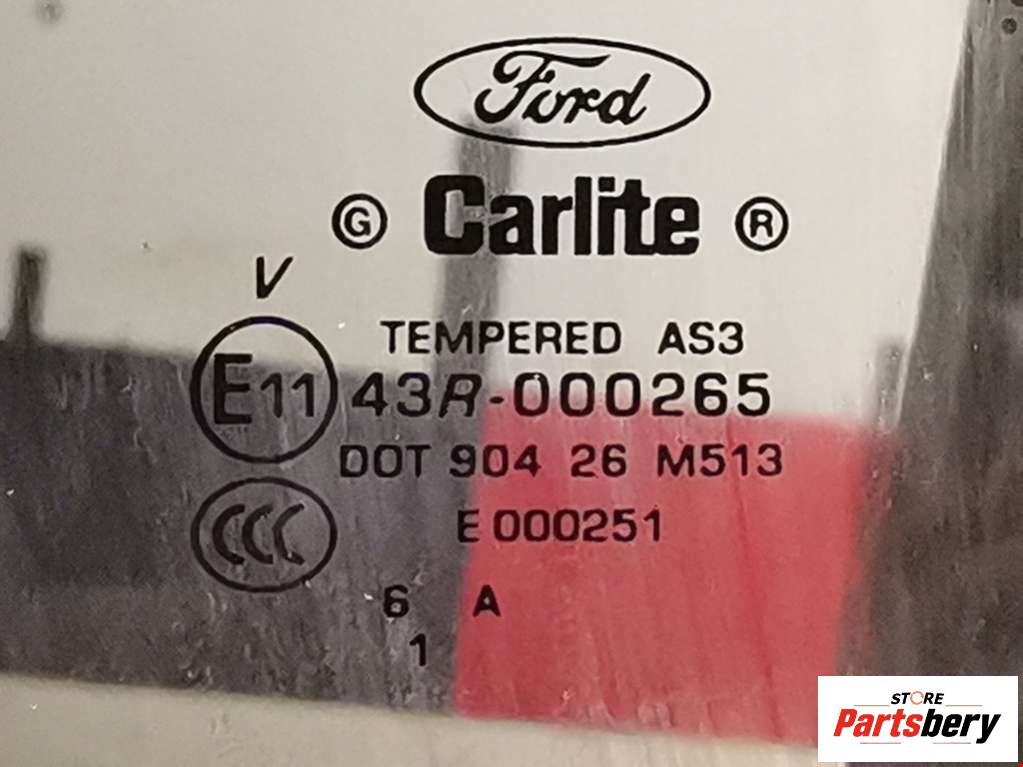 Ford
G Carlite ®
V
TEMPERED AS3
E11 43R-000265
DOT 904 26 M513
CCC E 000251
6 A
1
STORE
Partsbery